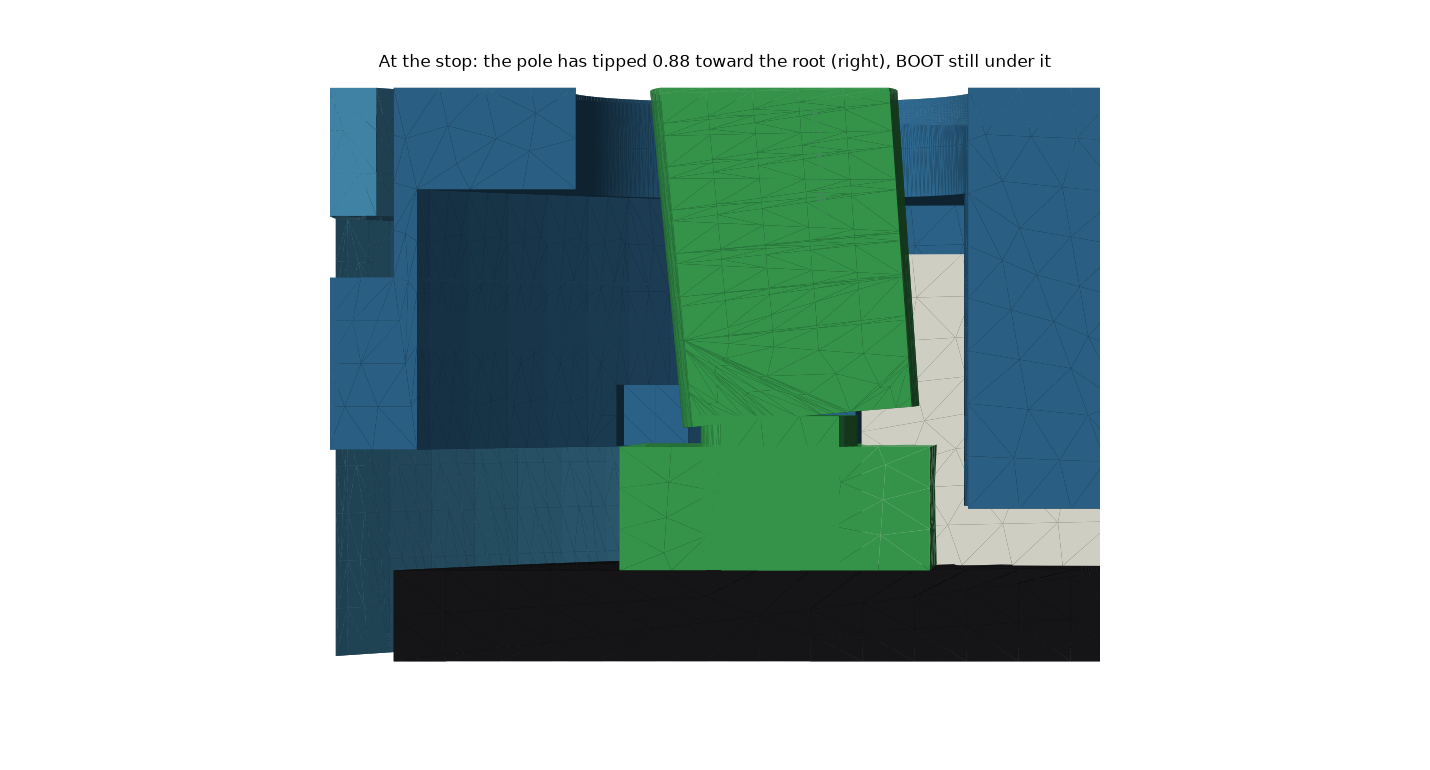 At the stop: the pole has tipped 0.88 toward the root (right), BOOT still under it